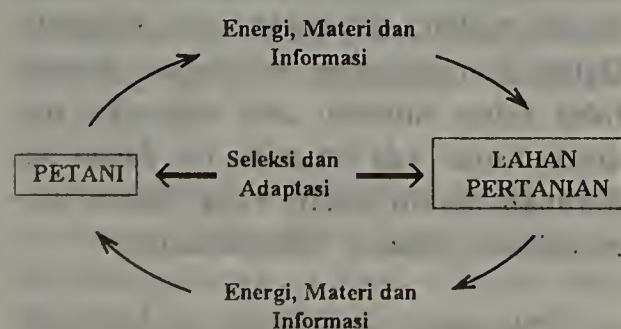 Energi, Materi dan
Informasi
PETANI
Seleksi dan
Adaptasi
LAHAN
PERTANIAN
Energi, Materi dan
Informasi